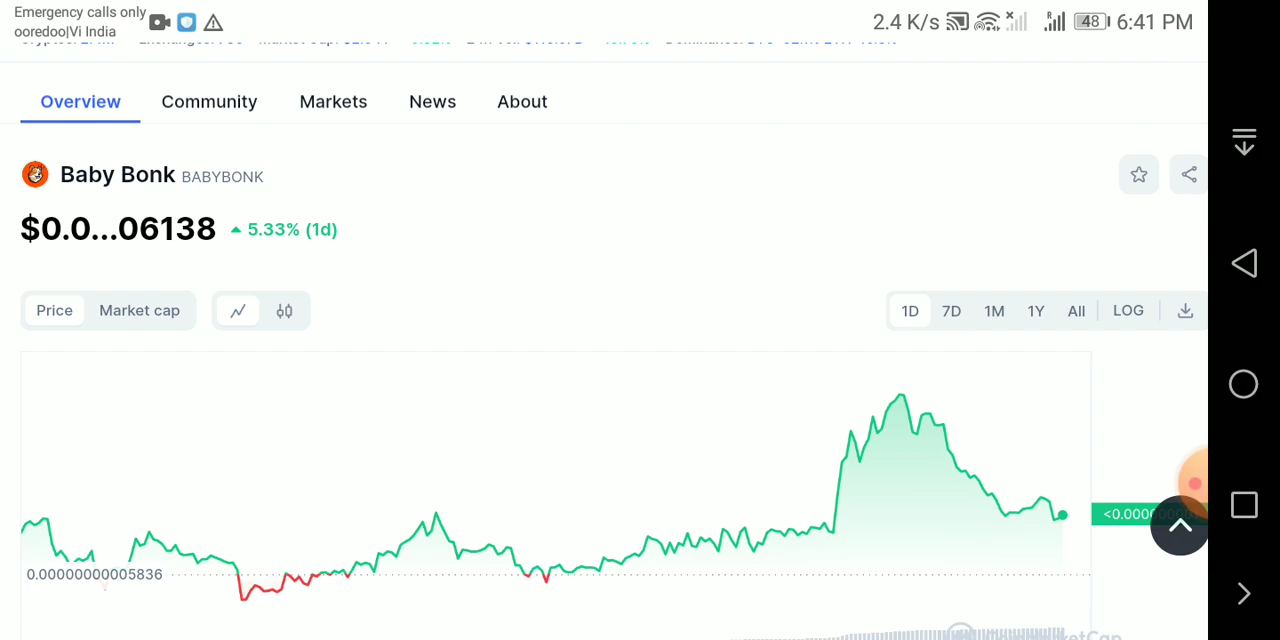 Emergency calls only
ooredoo|Vi India
2.4 K/s
48
6:41 PM
Overview
Community
Markets
News
About
Baby Bonk BABYBONK
$0.0...06138
5.33% (1d)
Price
Market cap
1D
7D
1M
1Y
All
LOG
0.00000000005836